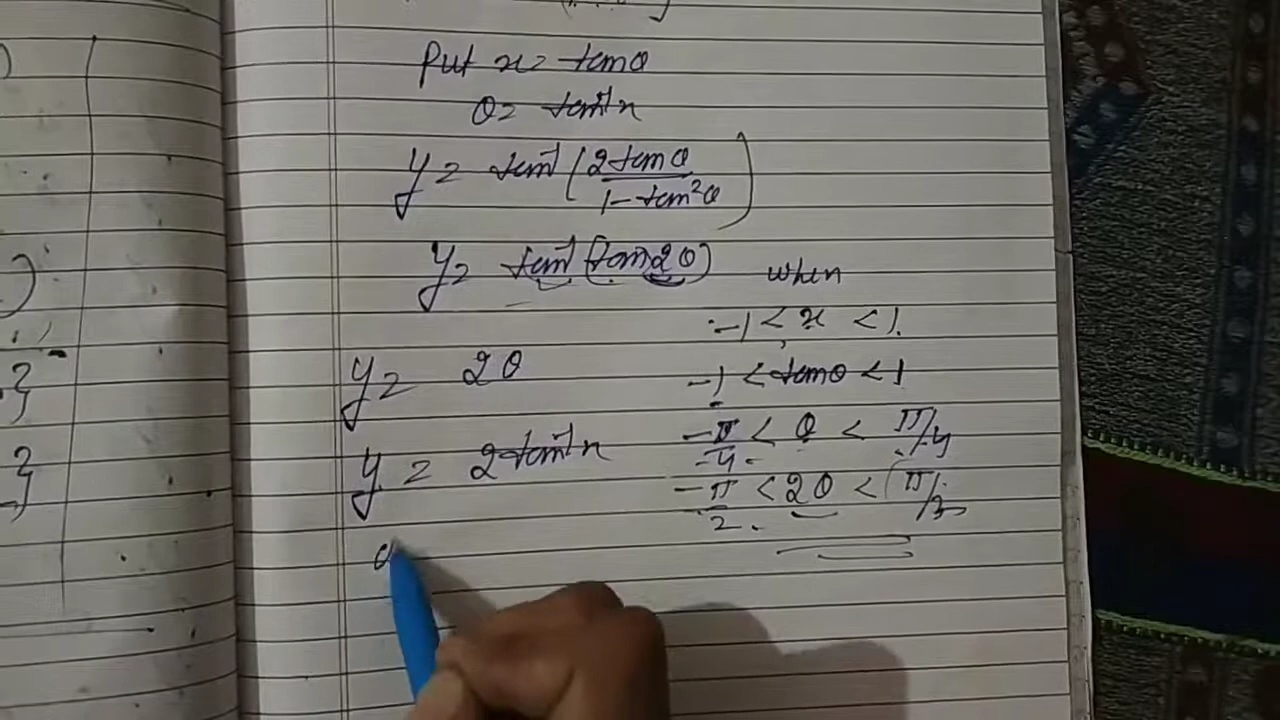 Put x = tanθ
θ = tan⁻¹x
y = tan⁻¹(2tanθ / 1 - tan²θ)
y = tan⁻¹(tan2θ) when
-1 < x < 1
y = 2θ
-1 < tanθ < 1
-π/4 < θ < π/4
y = 2tan⁻¹x
-π/2 < 2θ < π/2
d